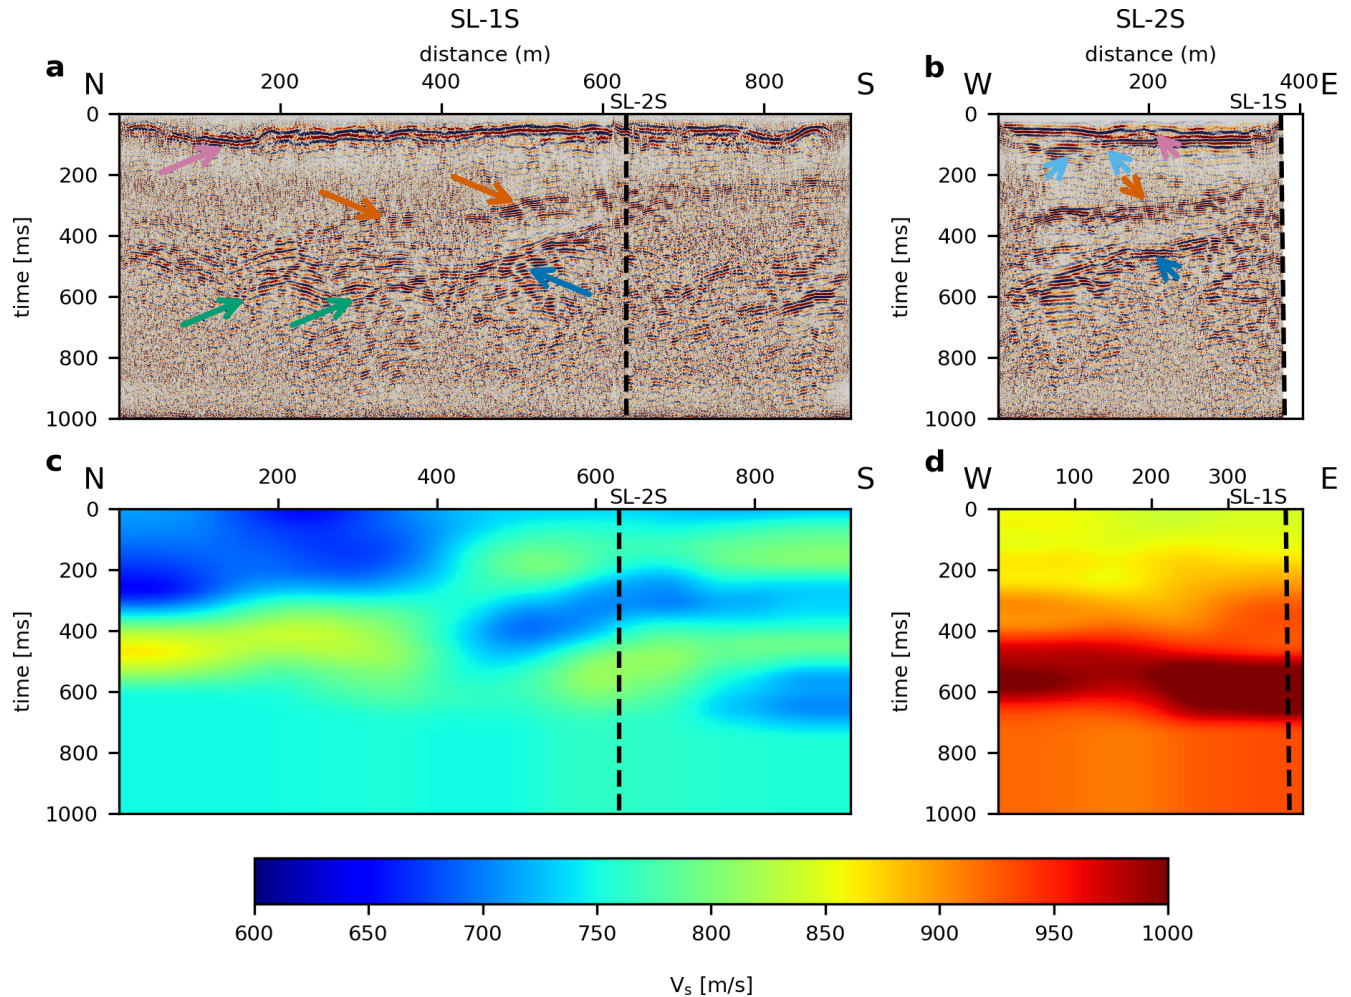 SL-1S
SL-2S
distance (m)
distance (m)
a N 200 400 600 800 S
b W 200 400 E
SL-2S
SL-1S
0
200
400
600
800
1000
time [ms]
0
200
400
600
800
1000
time [ms]
c N 200 400 600 800 S
d W 100 200 300 E
SL-2S
SL-1S
0
200
400
600
800
1000
time [ms]
0
200
400
600
800
1000
time [ms]
600 650 700 750 800 850 900 950 1000
Vs [m/s]